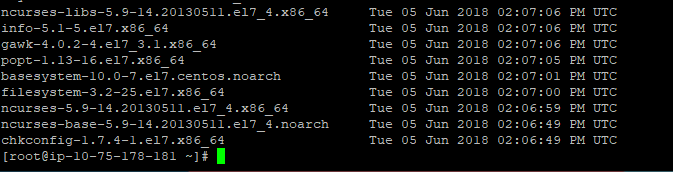 ncurses-libs-5.9-14.20130511.el7_4.x86_64 Tue 05 Jun 2018 02:07:06 PM UTC
info-5.1-5.el7.x86_64 Tue 05 Jun 2018 02:07:06 PM UTC
gawk-4.0.2-4.el7_3.1.x86_64 Tue 05 Jun 2018 02:07:06 PM UTC
popt-1.13-16.el7.x86_64 Tue 05 Jun 2018 02:07:05 PM UTC
basesystem-10.0-7.el7.centos.noarch Tue 05 Jun 2018 02:07:01 PM UTC
filesystem-3.2-25.el7.x86_64 Tue 05 Jun 2018 02:07:00 PM UTC
ncurses-5.9-14.20130511.el7_4.x86_64 Tue 05 Jun 2018 02:06:59 PM UTC
ncurses-base-5.9-14.20130511.el7_4.noarch Tue 05 Jun 2018 02:06:49 PM UTC
chkconfig-1.7.4-1.el7.x86_64 Tue 05 Jun 2018 02:06:49 PM UTC
[root@ip-10-75-178-181 ~]#